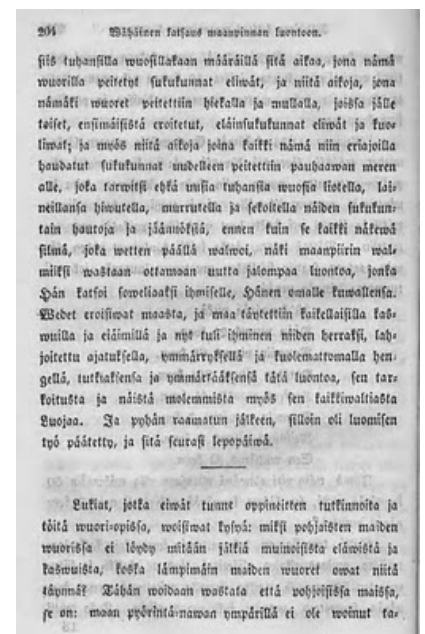 204 Wähäinen katsaus maanpinnan luontoon.
siis tuhansilla wuosillakaan määräillä sitä aikaa, jona nämä
wuorilla peitetyt sukukunnat eliwät, ja niitä aikoja, jona
nämäki wuoret peitettiin hiekalla ja mullalla, joissa jälle
toiset, ensimäisistä eroitetut, eläinsukukunnat eliwät ja kuo-
liwat; ja myös niitä aikoja joina kaikki nämä niin eriajoilla
haudatut sukukunnat uudelleen peitettiin pauhaawan meren
alle, joka tarwitsi ehkä uusia tuhansia wuosia listella, lai-
neillansa hiwutella, murrutella ja sekoitella näiden sukukun-
tain hautoja ja jäännöksiä, ennen kuin se kaikki näkewä
silmä, joka wetten päällä walwoi, näki maanpiirin wal-
miiksi wastaan ottamaan uutta jalompaa luontoa, jonka
Hän katsoi soweliaaksi ihmiselle, Hänen omalle kuwallensa.
Wedet eroisiwat maasta, ja maa täytettiin kaikellaisilla kas-
wuilla ja eläimillä ja nyt tuli ihminen niiden herraksi, lah-
joitettu ajatuksella, ymmärryksellä ja kuolemattomalla hen-
gellä, tutkiaksensa ja ymmärtääksensä tätä luontoa, sen tar-
koitusta ja näistä molemmista myös sen kaikkiwaltiasta
Luojaa. Ja pyhän raamatun jälkeen, silloin oli luomisen
työ päätetty, ja sitä seurasi lepopäiwä.
Lukiat, jotka eiwät tunne oppineitten tutkinnoita ja
töitä wuori-opissa, woisiwat kysyä: miksi pohjaisten maiden
wuorissa ei löydy mitään jälkiä muinoisista eläwistä ja
kaswuista, koska lämpimäin maiden wuoret owat niitä
täynnä? Tähän woidaan wastata että pohjoisissa maissa,
se on: maan pyörintä-nawan ympärillä ei ole woinut ka-